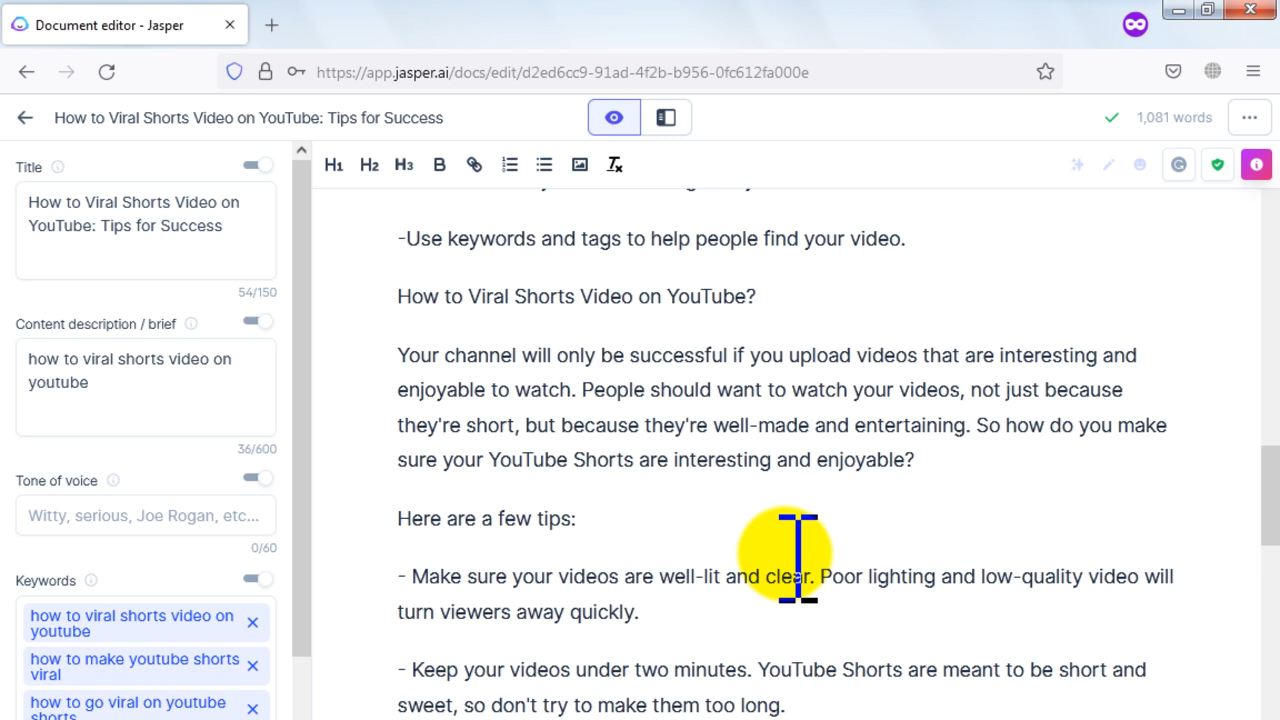 Document editor - Jasper
https://app.jasper.ai/docs/edit/d2ed6cc9-91ad-4f2b-b956-0fc612fa000e
How to Viral Shorts Video on YouTube: Tips for Success
1,081 words
Title
How to Viral Shorts Video on
YouTube: Tips for Success
54/150
Content description / brief
how to viral shorts video on
youtube
36/600
Tone of voice
Witty, serious, Joe Rogan, etc...
0/60
Keywords
how to viral shorts video on
youtube
how to make youtube shorts
viral
how to go viral on youtube
shorts
H1 H2 H3 B Tx
-Use keywords and tags to help people find your video.
How to Viral Shorts Video on YouTube?
Your channel will only be successful if you upload videos that are interesting and
enjoyable to watch. People should want to watch your videos, not just because
they're short, but because they're well-made and entertaining. So how do you make
sure your YouTube Shorts are interesting and enjoyable?
Here are a few tips:
- Make sure your videos are well-lit and clear. Poor lighting and low-quality video will
turn viewers away quickly.
- Keep your videos under two minutes. YouTube Shorts are meant to be short and
sweet, so don't try to make them too long.